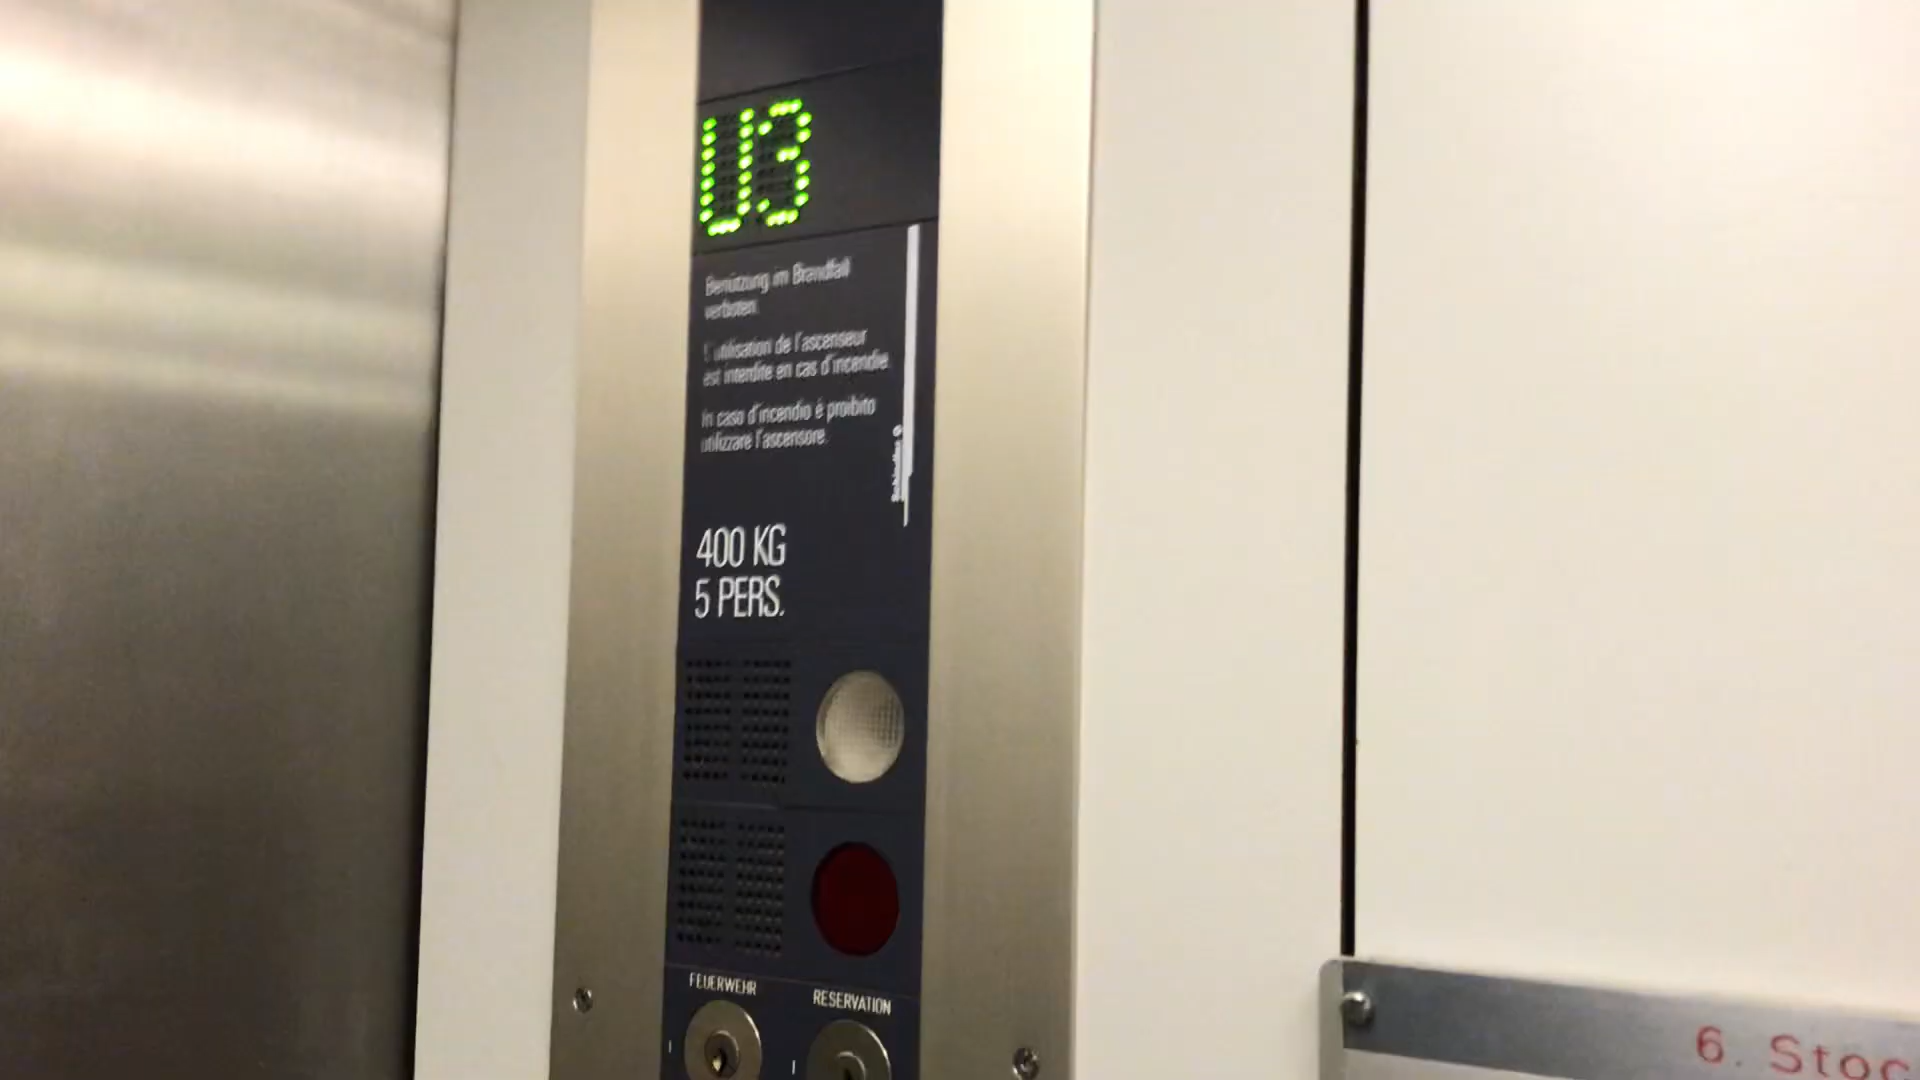 U3
Benützung im Brandfall
verboten.
L'utilisation de l'ascenseur
est interdite en cas d'incendie.
In caso d'incendio è proibito
utilizzare l'ascensore.
Schindler
400 KG
5 PERS.
FEUERWEHR
RESERVATION
I
I
6. Stoc